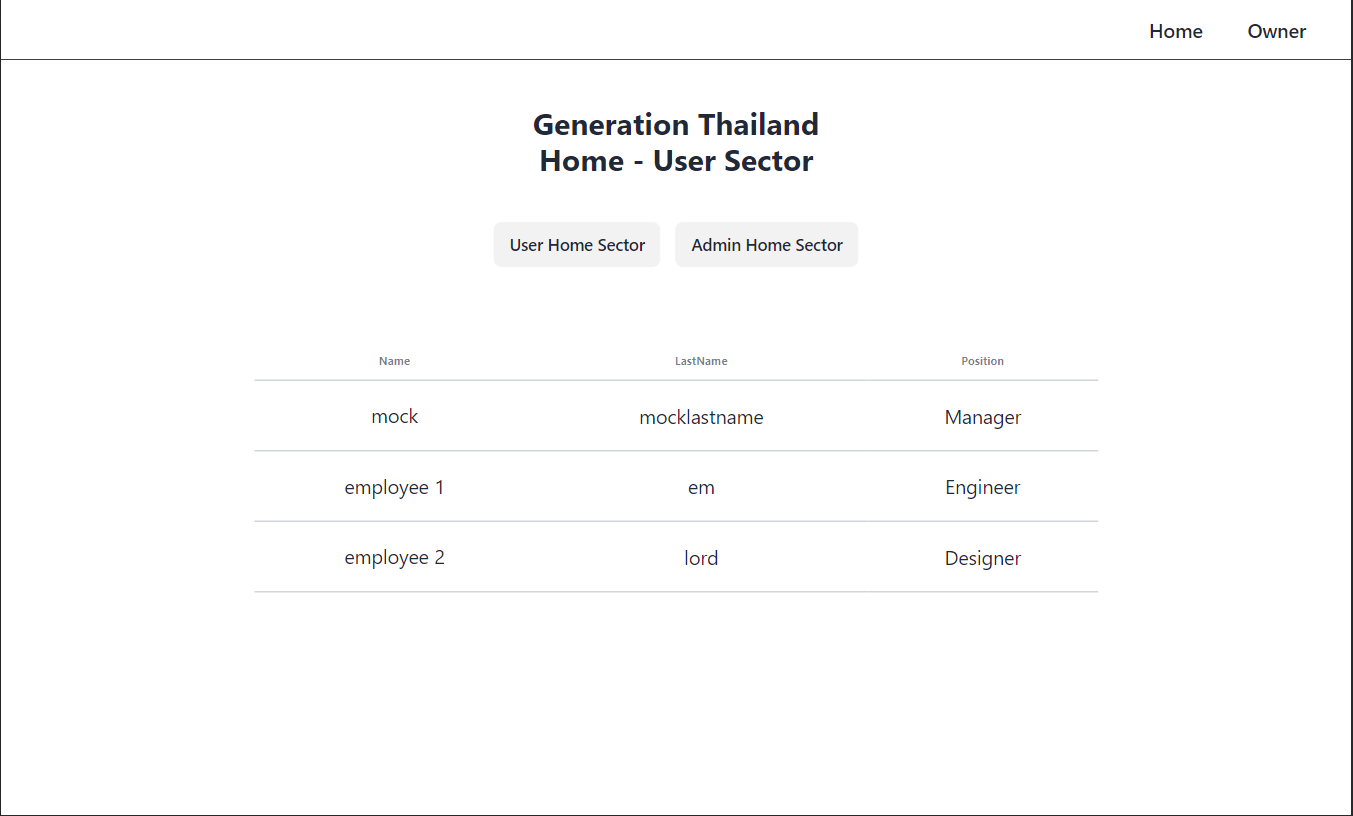 Home Owner
Generation Thailand
Home - User Sector
User Home Sector Admin Home Sector
Name LastName Position
mock mocklastname Manager
employee 1 em Engineer
employee 2 lord Designer